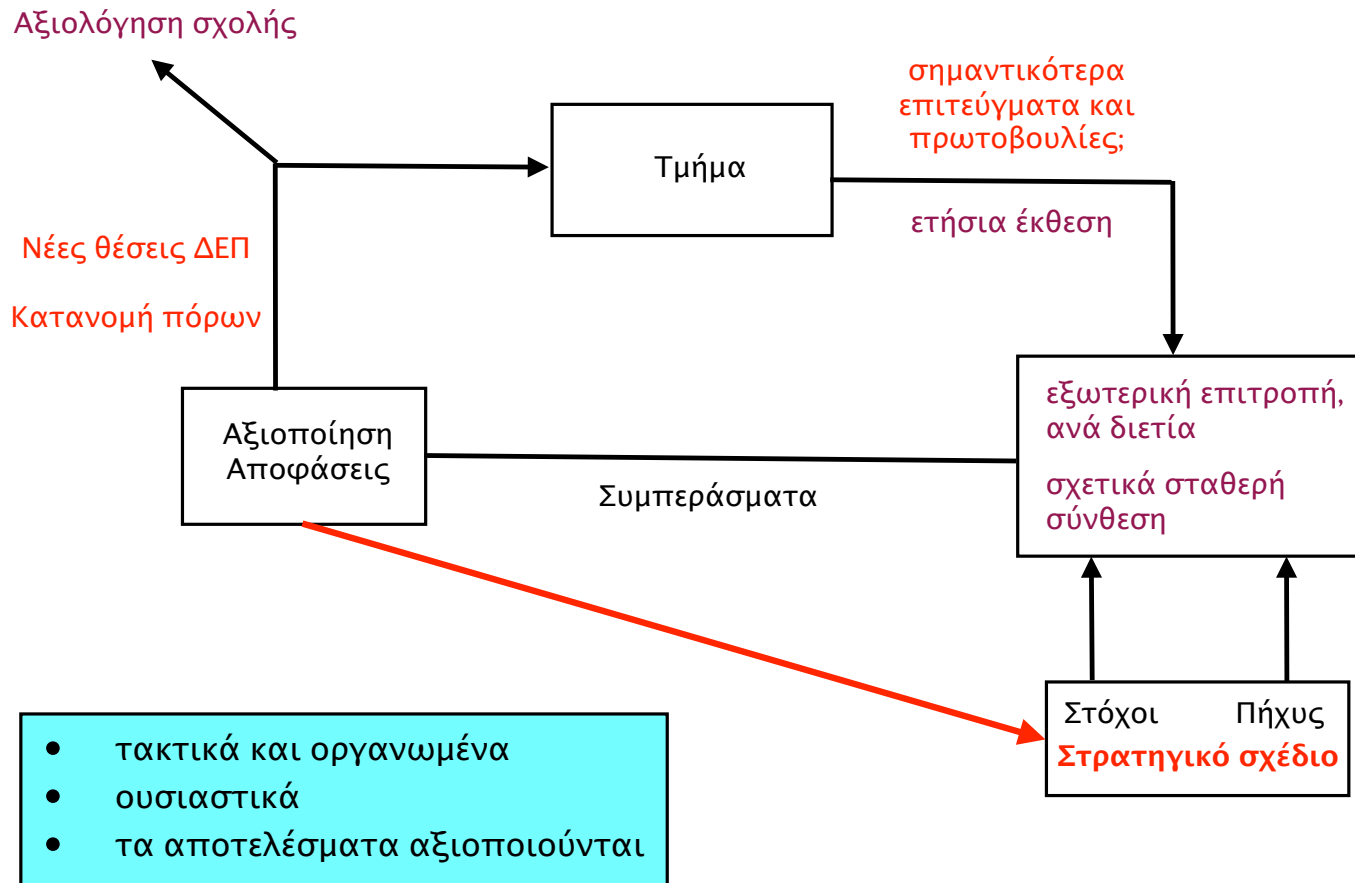 Αξιολόγηση σχολής
σημαντικότερα
επιτεύγματα και
πρωτοβουλίες;
Τμήμα
ετήσια έκθεση
Νέες θέσεις ΔΕΠ
Κατανομή πόρων
εξωτερική επιτροπή,
ανά διετία
σχετικά σταθερή
σύνθεση
Αξιοποίηση
Αποφάσεις
Συμπεράσματα
Στόχοι Πήχυς
Στρατηγικό σχέδιο
• τακτικά και οργανωμένα
• ουσιαστικά
• τα αποτελέσματα αξιοποιούνται